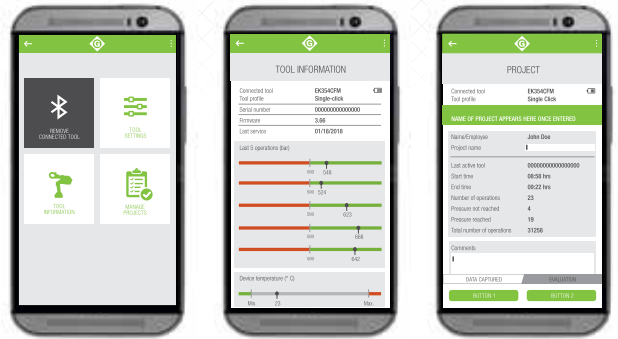 G
REMOVE
CONNECTED TOOL
TOOL
SETTINGS
TOOL
INFORMATION
MANAGE
PROJECTS
G
TOOL INFORMATION
Connected tool EK354CFM
Tool profile Single-click
Serial number 000000000000000
Firmware 3.66
Last service 01/16/2018
Last 5 operations (bar)
548
524
623
666
642
Device temperature (° C)
Min. 23 Max.
G
PROJECT
Connected tool EK354CFM
Tool profile Single Click
NAME OF PROJECT APPEARS HERE ONCE ENTERED
Name/Employee John Doe
Project name
Last active tool 0000000000000000
Start time 08:58 hrs
End time 09:22 hrs
Number of operations 23
Pressure not reached 4
Pressure reached 19
Total number of operations 31256
Comments
DATA CAPTURED EVALUATION
BUTTON 1 BUTTON 2